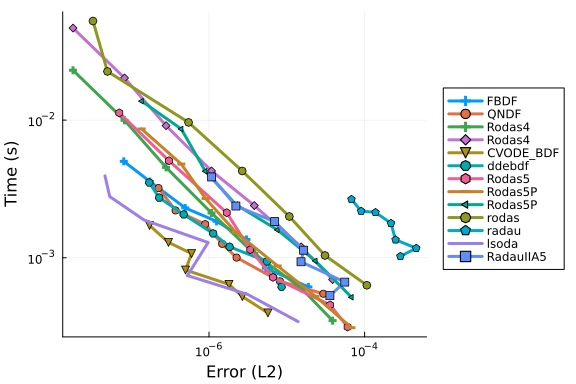 Time (s)
10⁻²
10⁻³
10⁻⁶
10⁻⁴
Error (L2)
FBDF
QNDF
Rodas4
Rodas4
CVODE_BDF
ddebdf
Rodas5
Rodas5P
Rodas5P
rodas
radau
lsoda
RadauIIA5